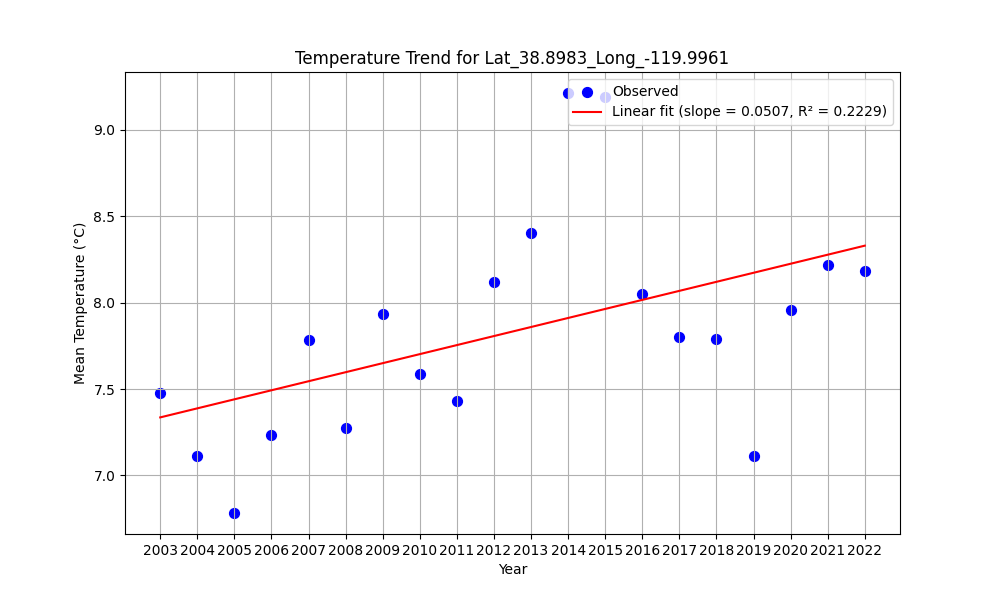 Temperature Trend for Lat_38.8983_Long_-119.9961
Observed
Linear fit (slope = 0.0507, R² = 0.2229)
Mean Temperature (°C)
9.0
8.5
8.0
7.5
7.0
2003 2004 2005 2006 2007 2008 2009 2010 2011 2012 2013 2014 2015 2016 2017 2018 2019 2020 2021 2022
Year